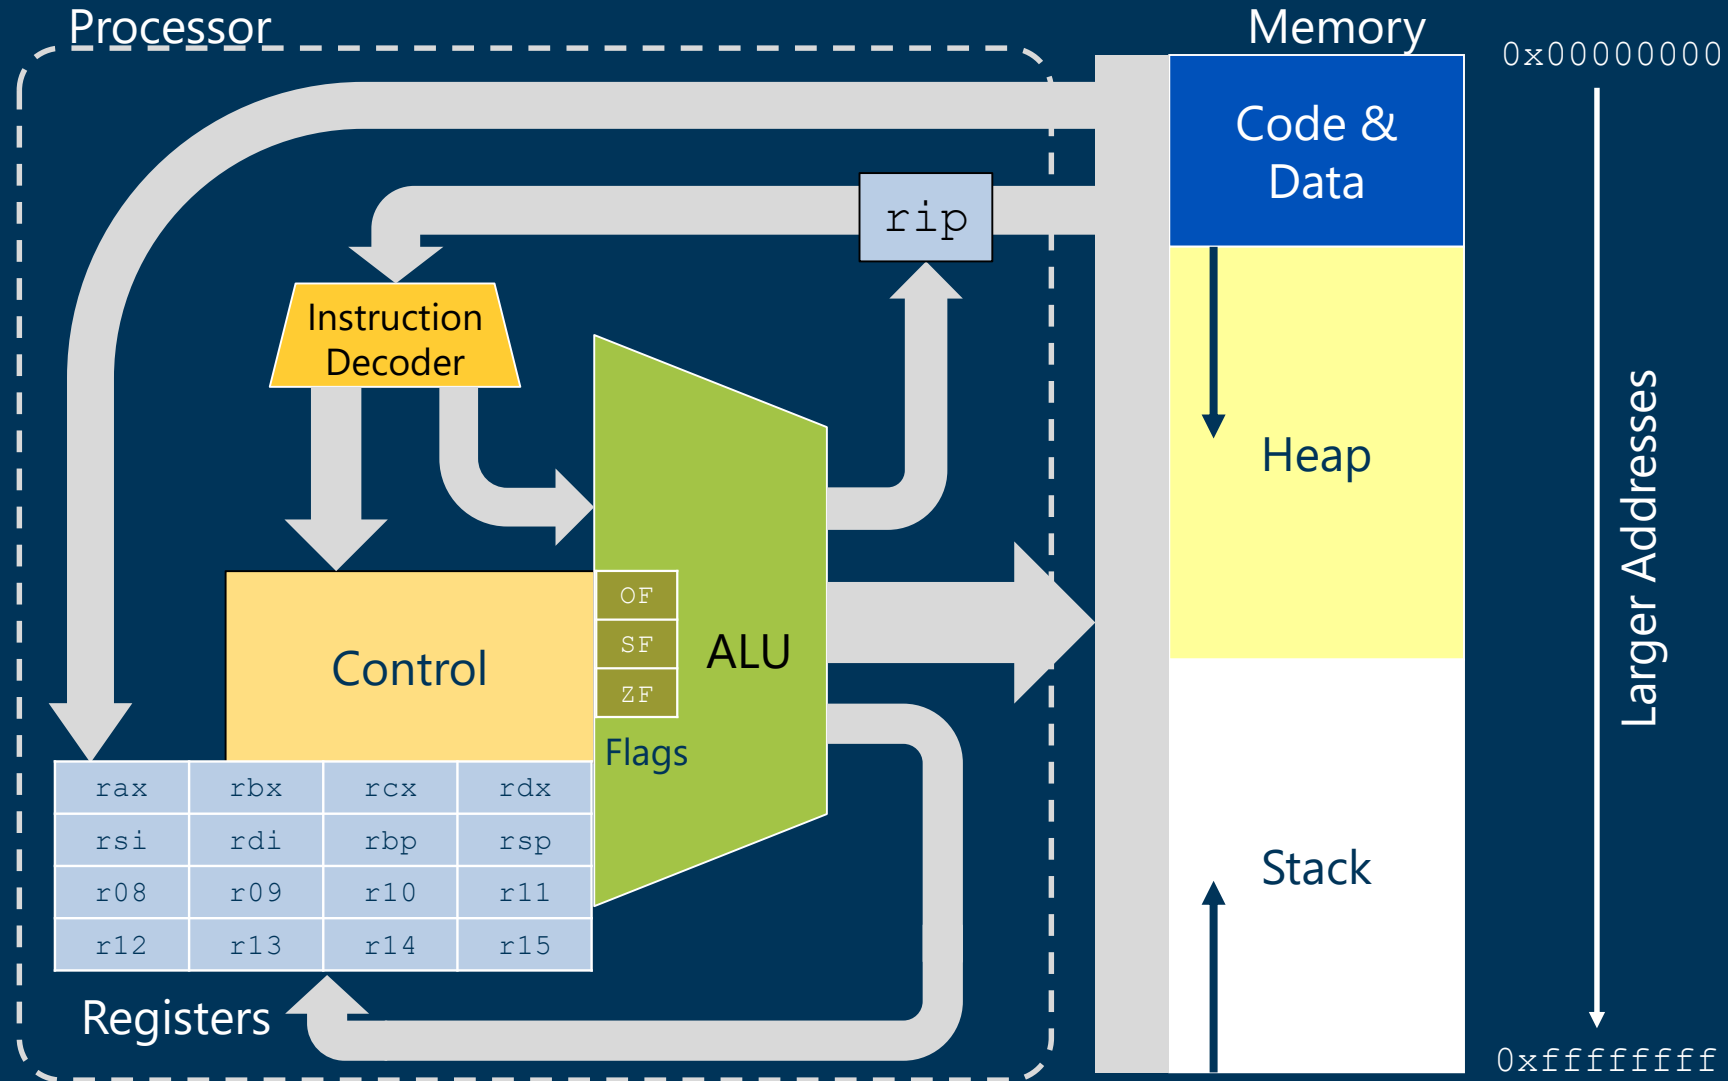 Processor
Memory
0x00000000
Code &
Data
rip
Instruction
Decoder
Heap
Larger Addresses
OF
SF
ZF
ALU
Control
Flags
rax rbx rcx rdx
rsi rdi rbp rsp
r08 r09 r10 r11
r12 r13 r14 r15
Stack
Registers
0xffffffff